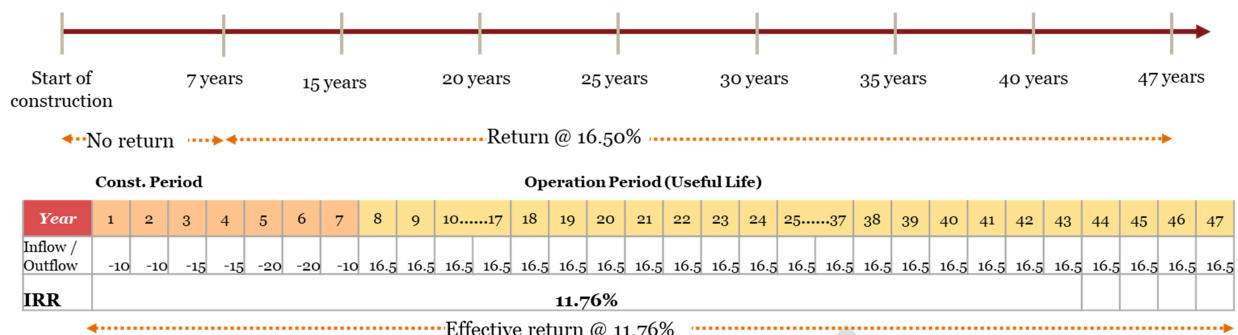 Start of construction
7 years
15 years
20 years
25 years
30 years
35 years
40 years
47 years
No return
Return @ 16.50%
Const. Period
Operation Period (Useful Life)
Year 1 2 3 4 5 6 7 8 9 10......17 18 19 20 21 22 23 24 25......37 38 39 40 41 42 43 44 45 46 47
Inflow /
Outflow -10 -10 -15 -15 -20 -20 -10 16.5 16.5 16.5 16.5 16.5 16.5 16.5 16.5 16.5 16.5 16.5 16.5 16.5 16.5 16.5 16.5 16.5 16.5 16.5 16.5 16.5 16.5 16.5
IRR 11.76%
Effective return @ 11.76%